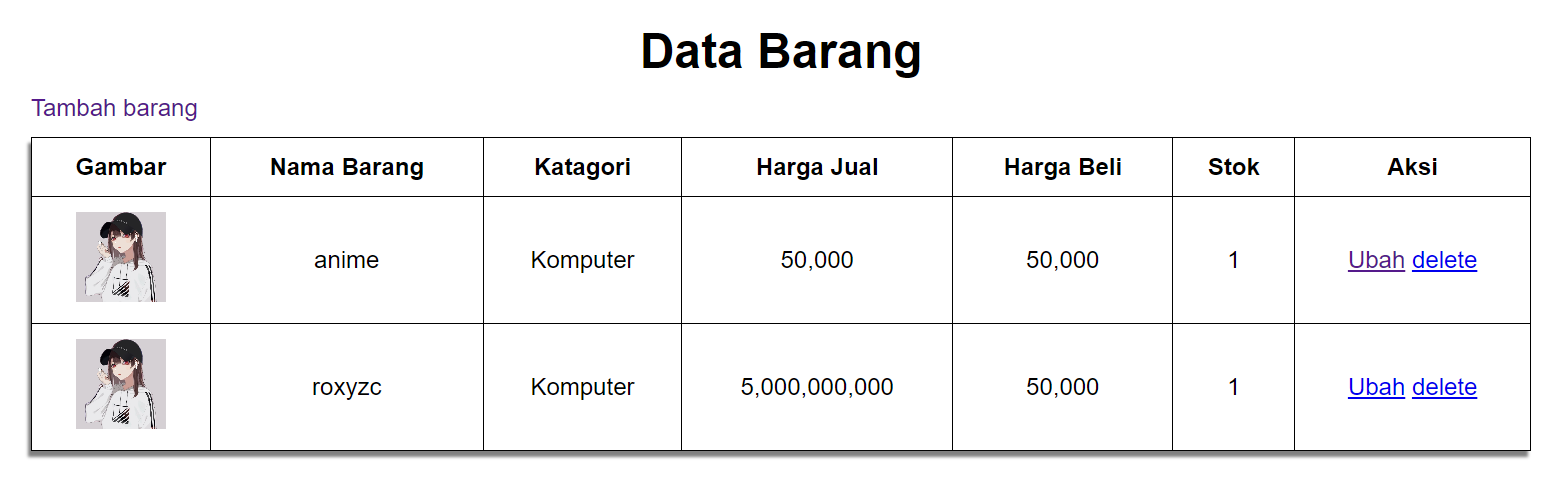 Data Barang
Tambah barang
Gambar Nama Barang Katagori Harga Jual Harga Beli Stok Aksi
anime Komputer 50,000 50,000 1 Ubah delete
roxyzc Komputer 5,000,000,000 50,000 1 Ubah delete